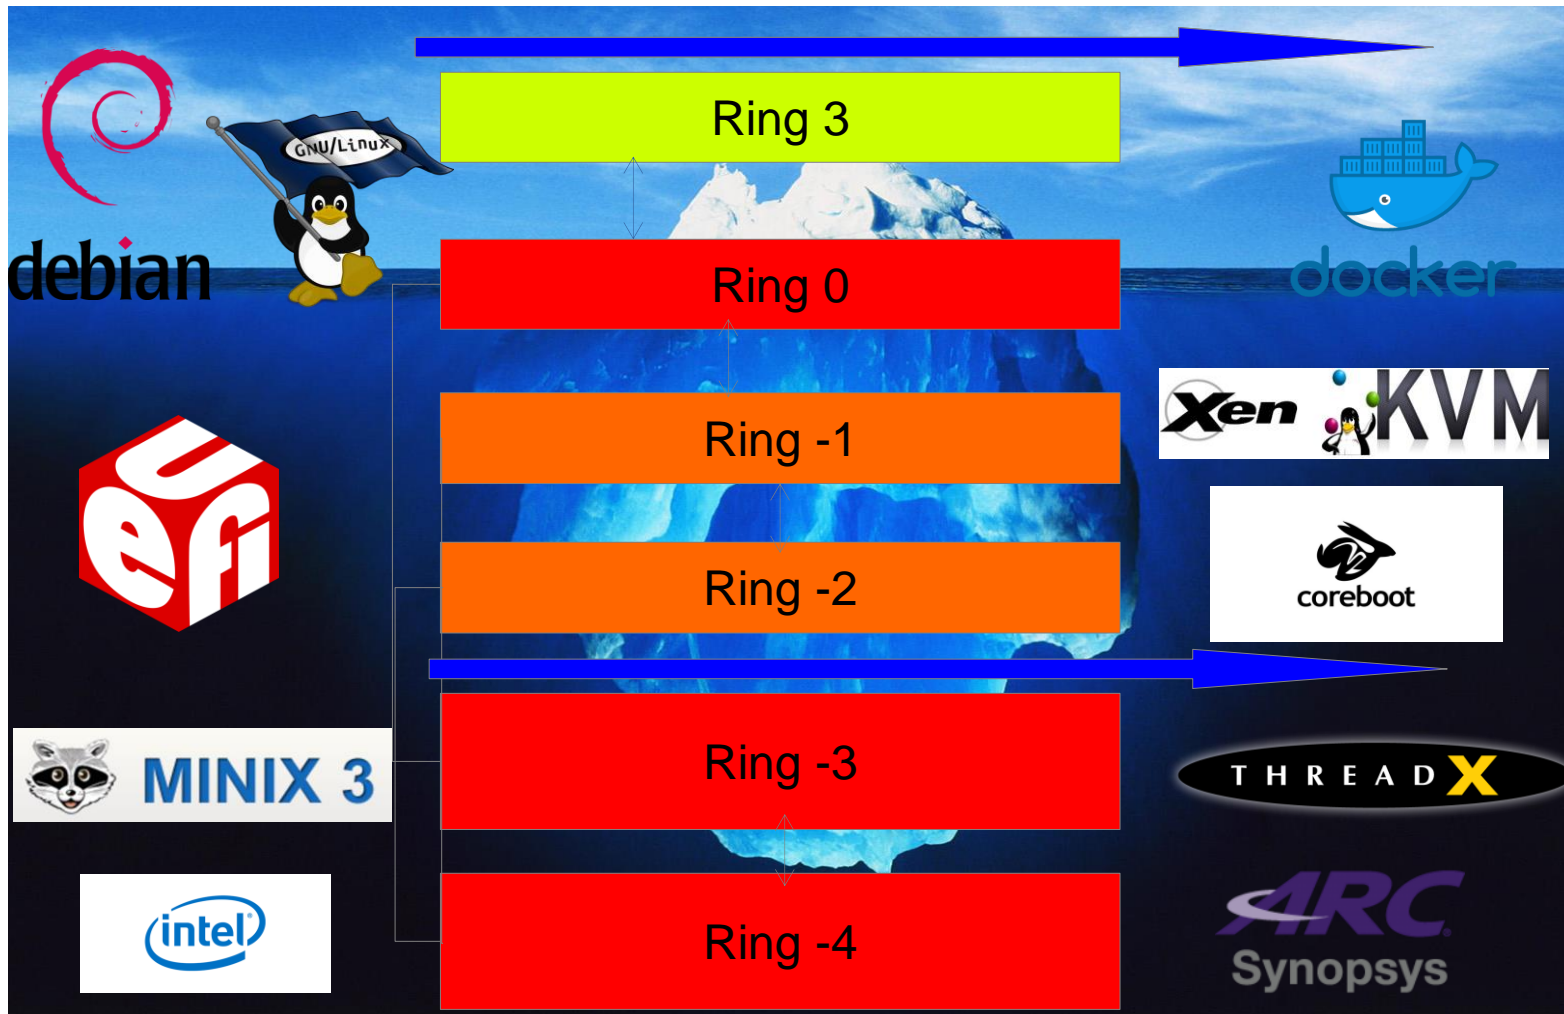 Ring 3
GNU/Linux
debian
docker
Ring 0
Xen
KVM
Ring -1
uefi
coreboot
Ring -2
MINIX 3
Ring -3
THREADX
intel
Ring -4
ARC
Synopsys